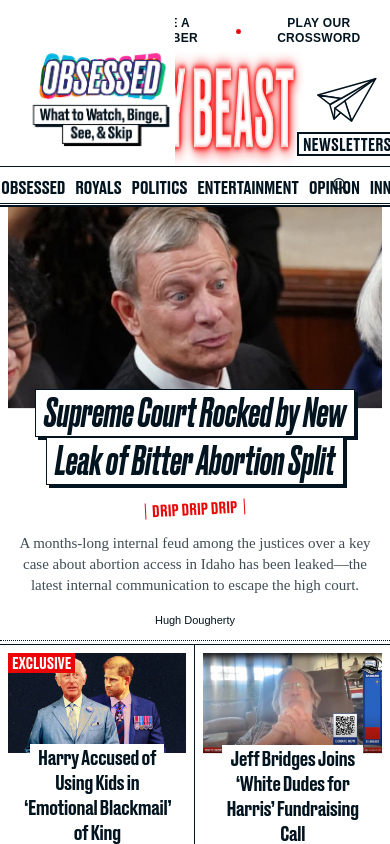 E A
BER
PLAY OUR
CROSSWORD
OBSESSED
What to Watch, Binge,
See, & Skip
Y BEAST
NEWSLETTERS
OBSESSED ROYALS POLITICS ENTERTAINMENT OPINION INN
Supreme Court Rocked by New
Leak of Bitter Abortion Split
DRIP DRIP DRIP
A months-long internal feud among the justices over a key
case about abortion access in Idaho has been leaked—the
latest internal communication to escape the high court.
Hugh Dougherty
EXCLUSIVE
Harry Accused of
Using Kids in
‘Emotional Blackmail’
of King
Jeff Bridges Joins
‘White Dudes for
Harris’ Fundraising
Call